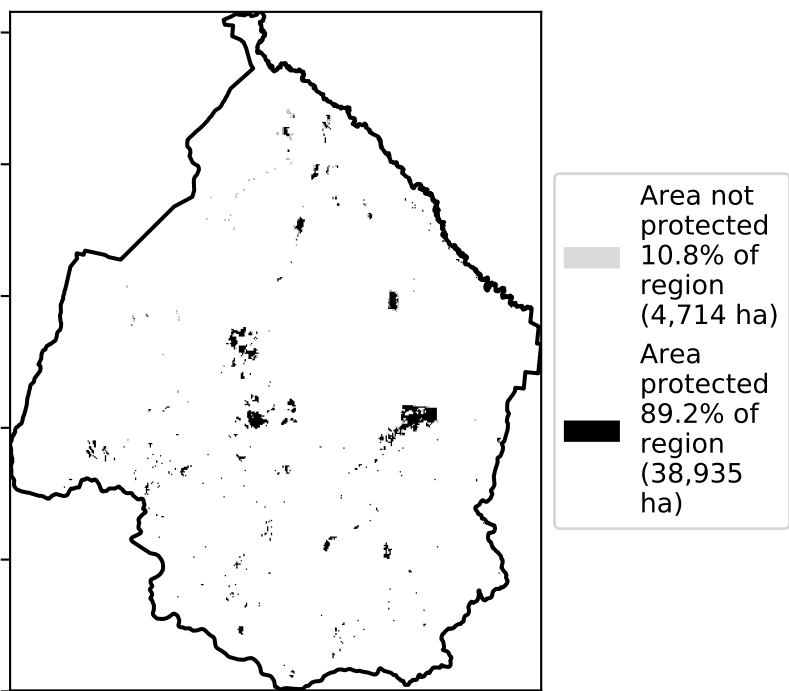 Area not
protected
10.8% of
region
(4,714 ha)
Area
protected
89.2% of
region
(38,935
ha)